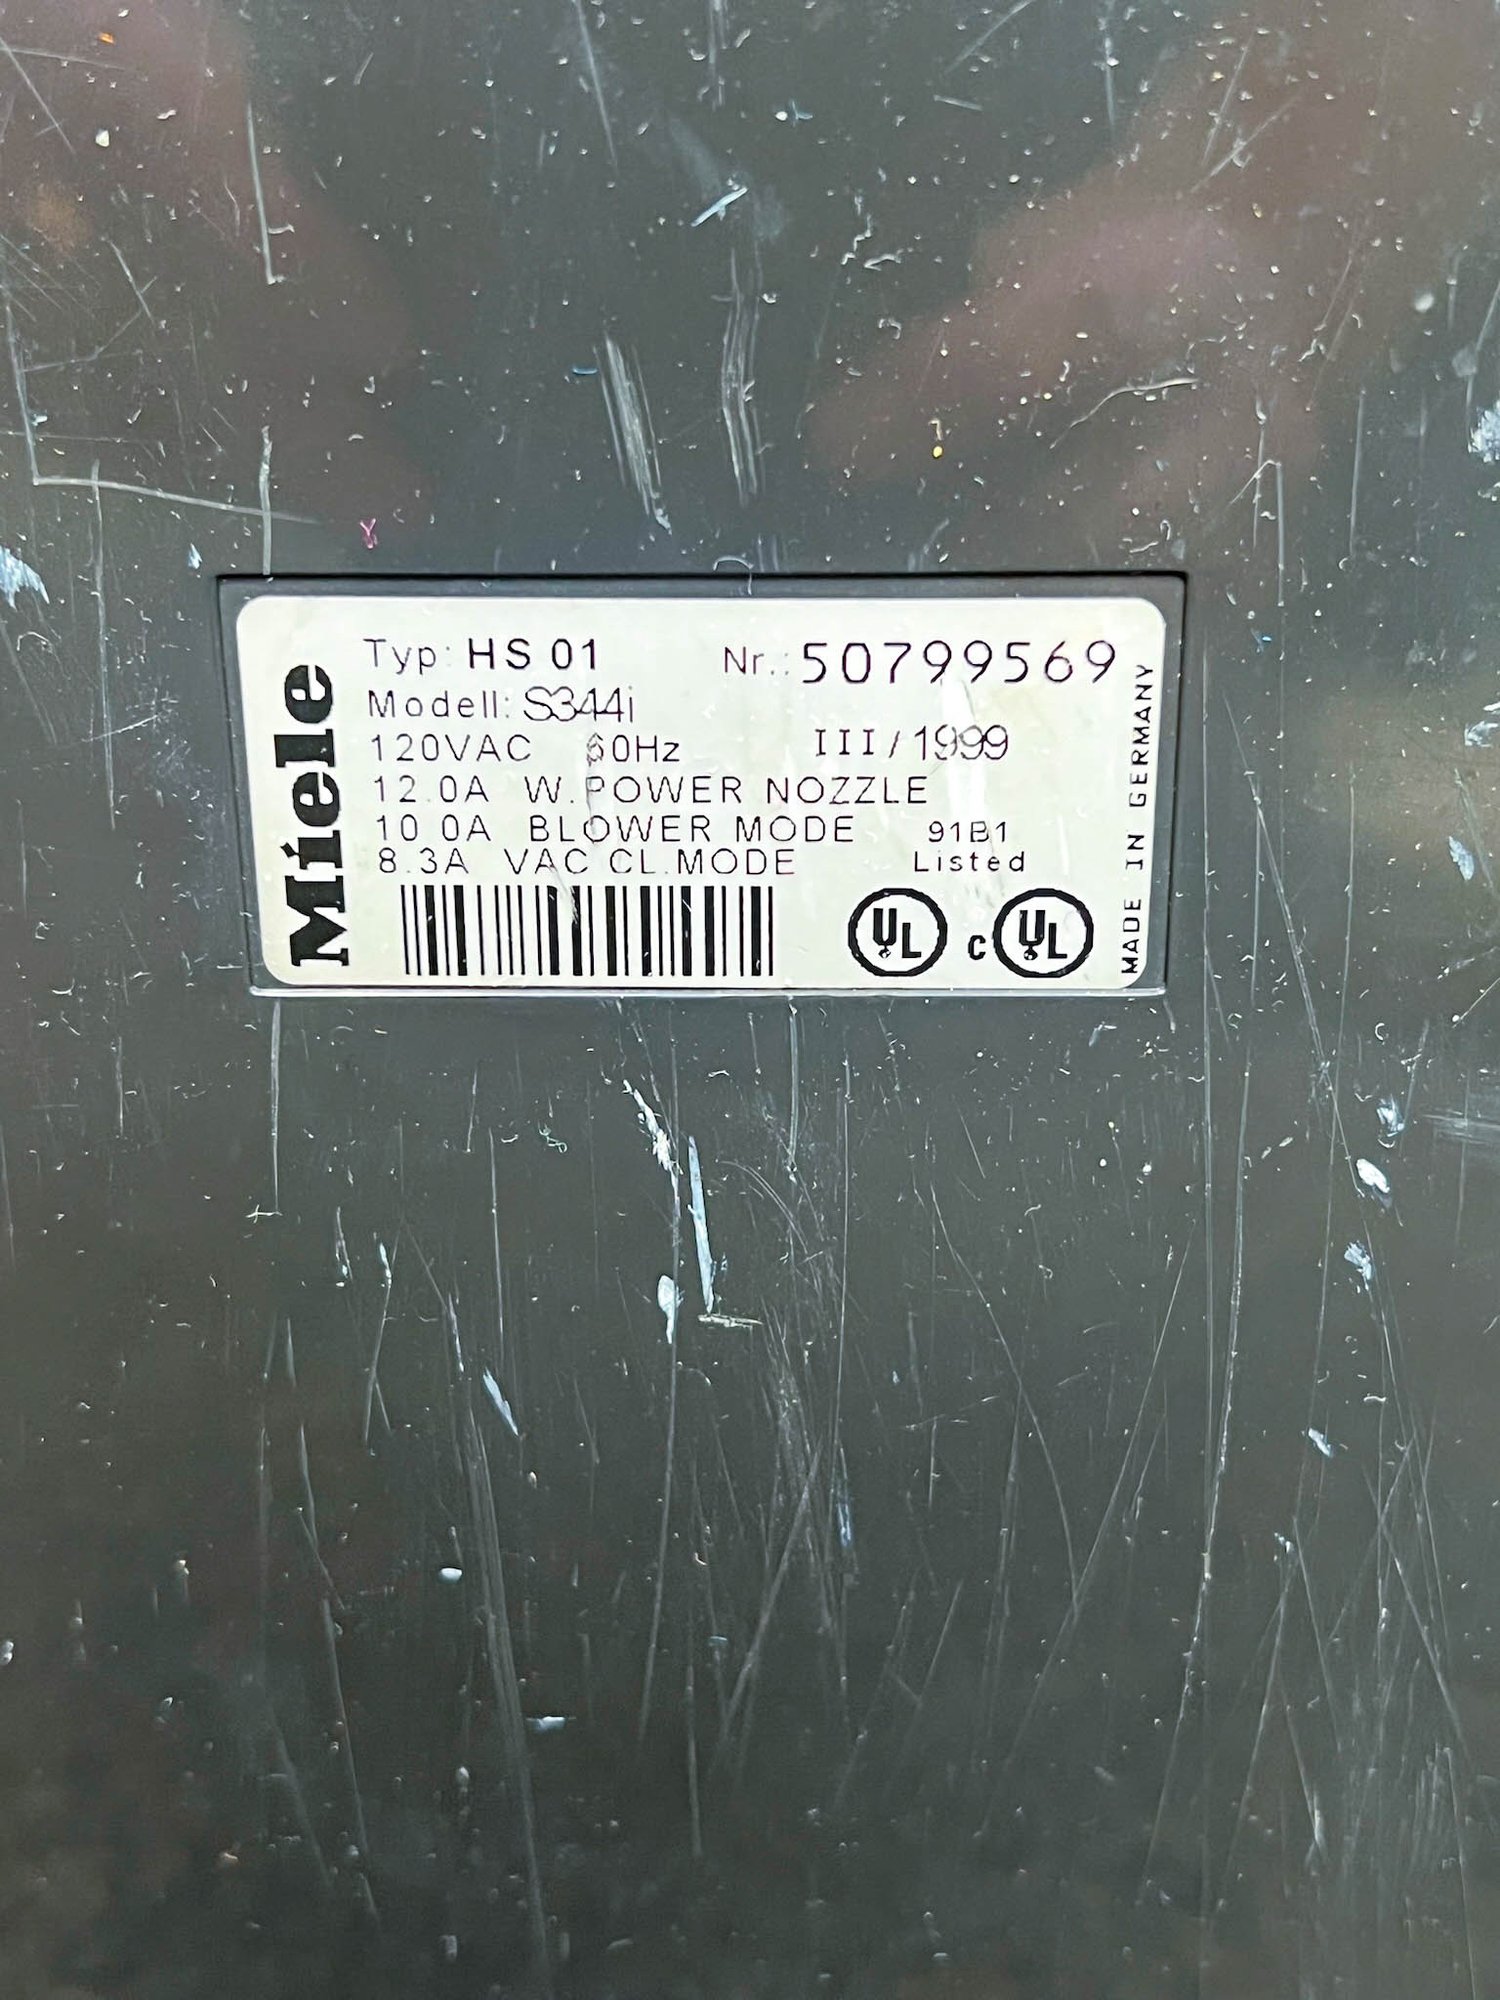 Miele
Typ: HS 01 Nr.: 50799569
Modell: S344i
120VAC 60Hz III/1999
12.0A W.POWER NOZZLE
10.0A BLOWER MODE 91B1
8.3A VAC CL.MODE Listed
UL c UL
MADE IN GERMANY